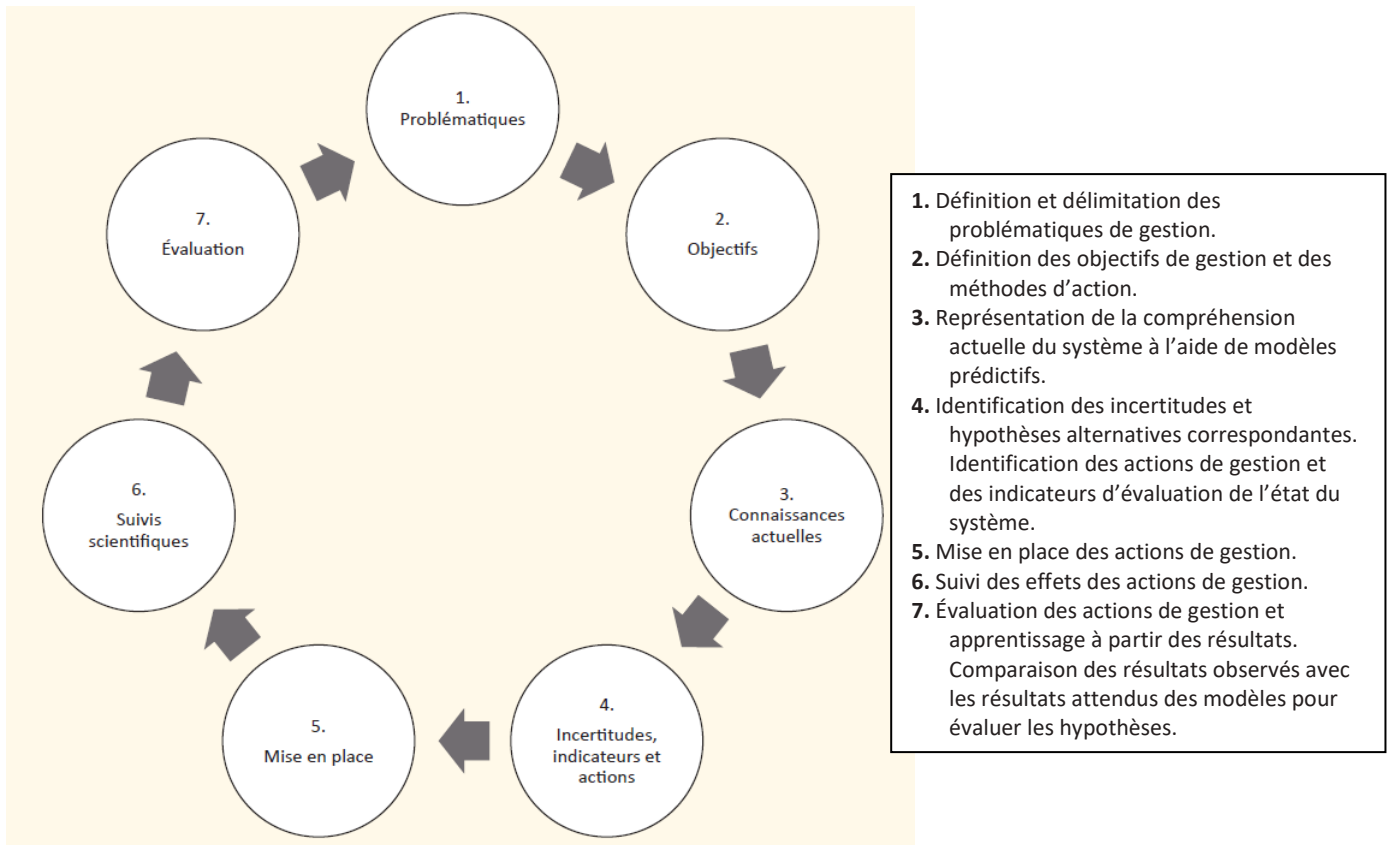 1.
Problématiques
2.
Objectifs
3.
Connaissances
actuelles
4.
Incertitudes,
indicateurs et
actions
5.
Mise en place
6.
Suivis
scientifiques
7.
Évaluation
1. Définition et délimitation des
problématiques de gestion.
2. Définition des objectifs de gestion et des
méthodes d’action.
3. Représentation de la compréhension
actuelle du système à l’aide de modèles
prédictifs.
4. Identification des incertitudes et
hypothèses alternatives correspondantes.
Identification des actions de gestion et
des indicateurs d’évaluation de l’état du
système.
5. Mise en place des actions de gestion.
6. Suivi des effets des actions de gestion.
7. Évaluation des actions de gestion et
apprentissage à partir des résultats.
Comparaison des résultats observés avec
les résultats attendus des modèles pour
évaluer les hypothèses.